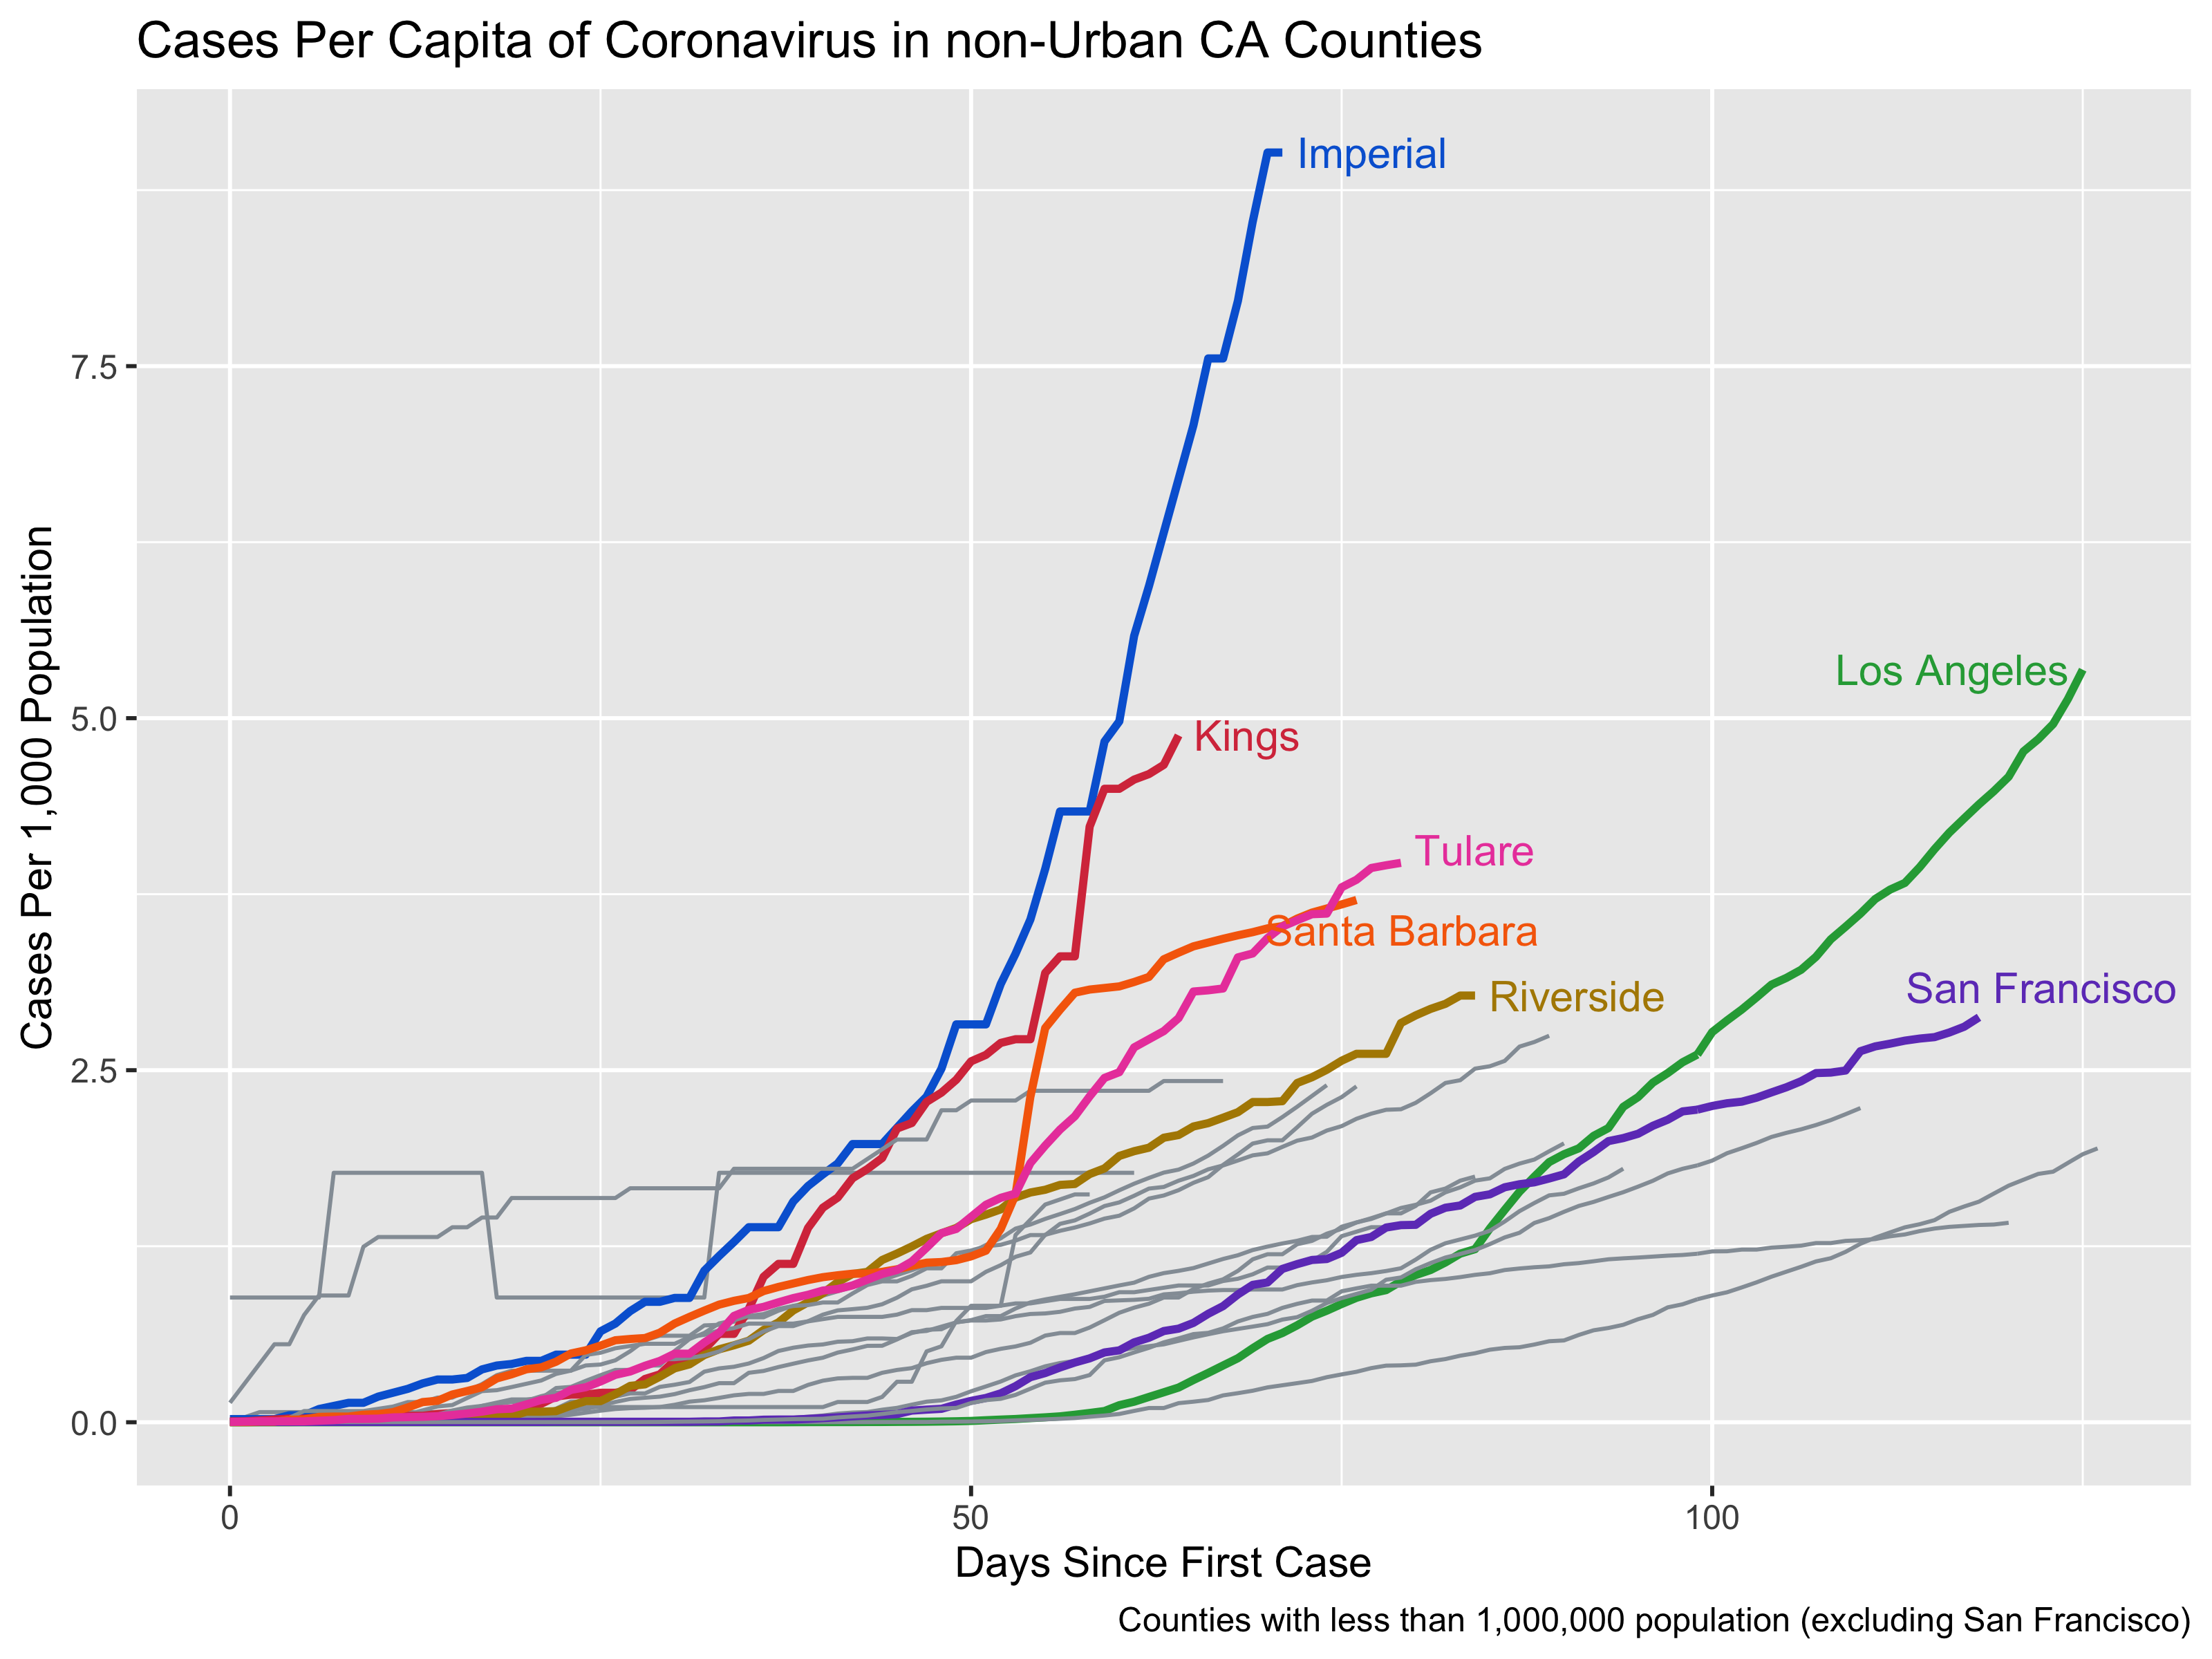 Cases Per Capita of Coronavirus in non-Urban CA Counties
Cases Per 1,000 Population
7.5
5.0
2.5
0.0
Imperial
Los Angeles
Kings
Tulare
Santa Barbara
San Francisco
Riverside
0
50
100
Days Since First Case
Counties with less than 1,000,000 population (excluding San Francisco)